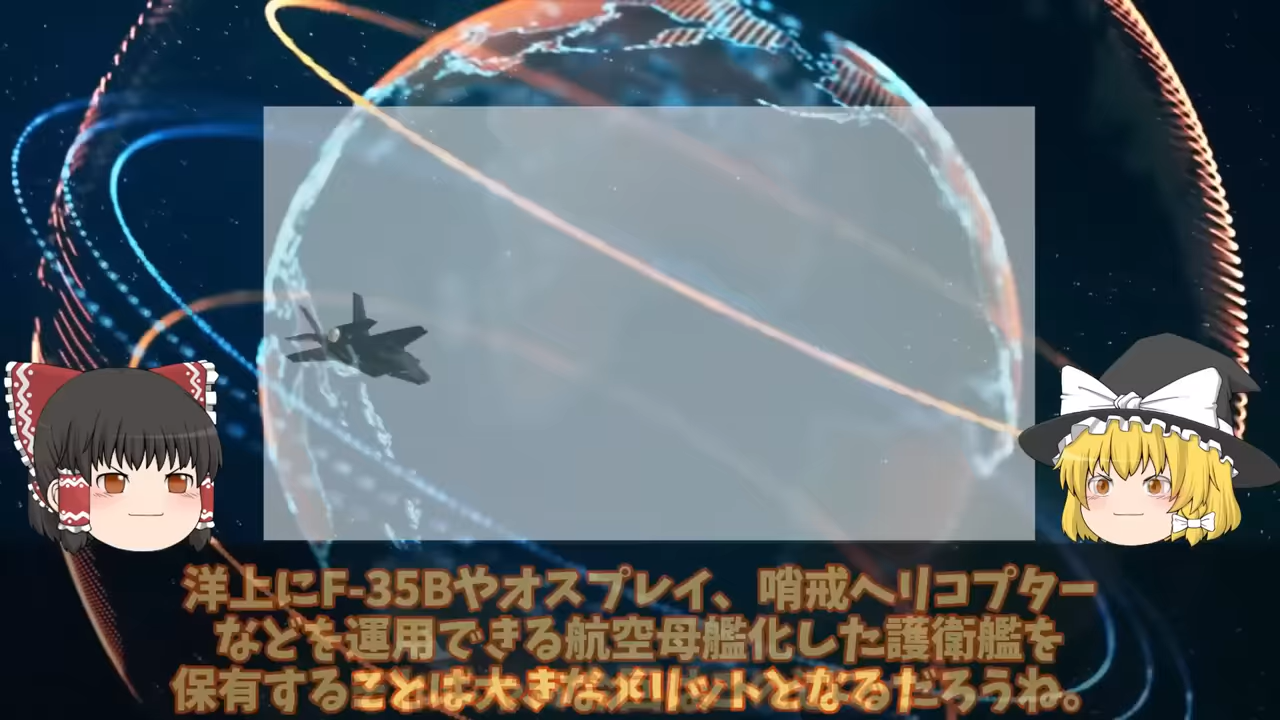 洋上にF-35Bやオスプレイ、哨戒ヘリコプター
などを運用できる航空母艦化した護衛艦を
保有することは大きなメリットとなるだろうね。